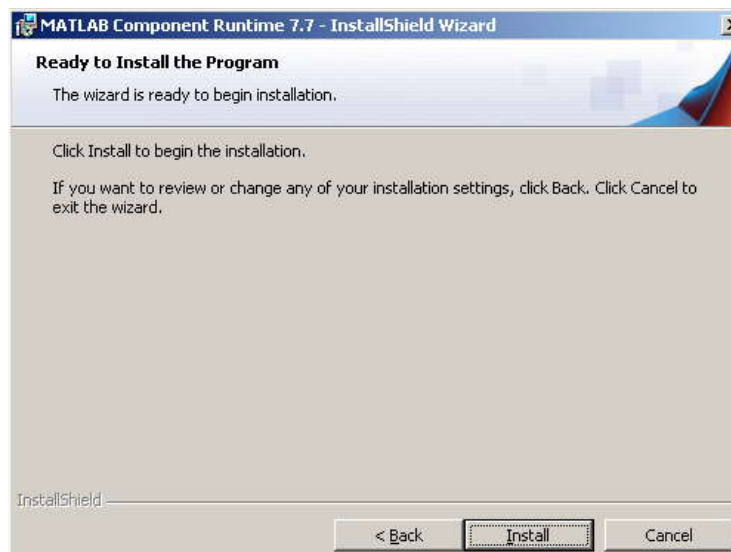 MATLAB Component Runtime 7.7 - InstallShield Wizard
Ready to Install the Program
The wizard is ready to begin installation.
Click Install to begin the installation.
If you want to review or change any of your installation settings, click Back. Click Cancel to
exit the wizard.
InstallShield
< Back Install Cancel